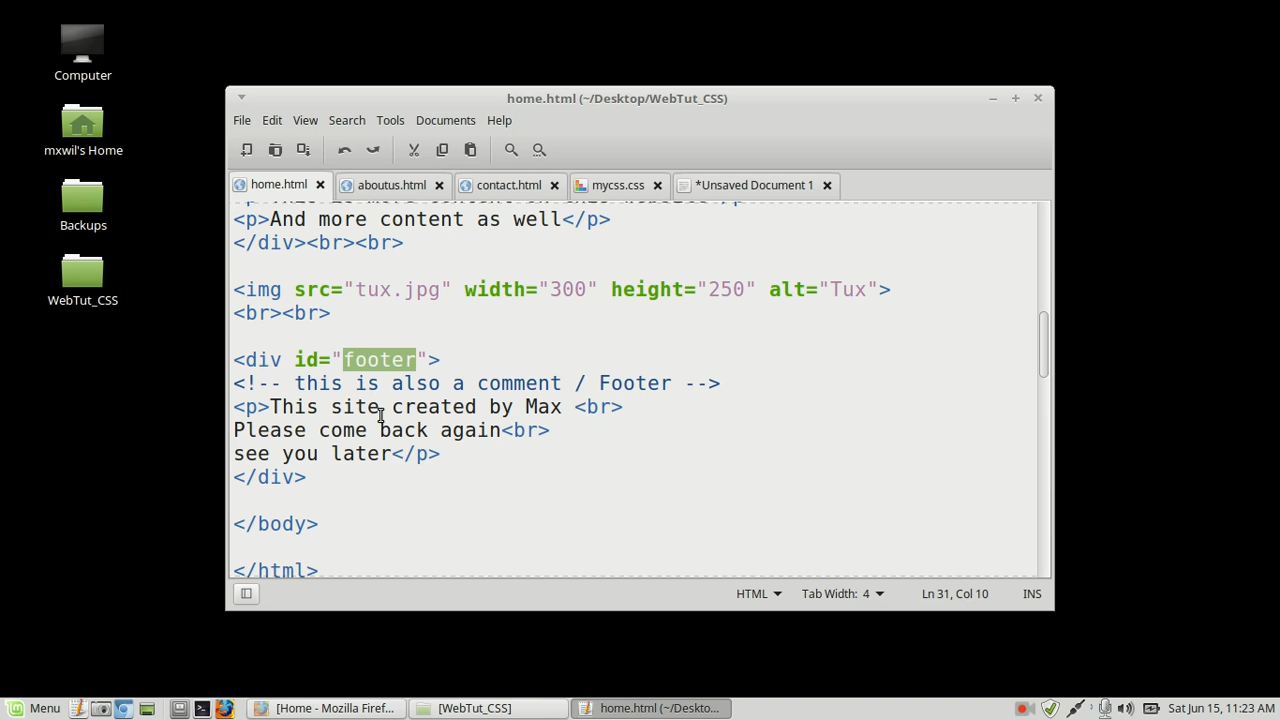 Computer
mxwil's Home
Backups
WebTut_CSS
home.html (~/Desktop/WebTut_CSS)
File Edit View Search Tools Documents Help
home.html aboutus.html contact.html mycss.css *Unsaved Document 1
<p>And more content as well</p>
</div><br><br>
<img src="tux.jpg" width="300" height="250" alt="Tux">
<br><br>
<div id="footer">
<!-- this is also a comment / Footer -->
<p>This site created by Max <br>
Please come back again<br>
see you later</p>
</div>
</body>
</html>
HTML Tab Width: 4 Ln 31, Col 10 INS
Menu [Home - Mozilla Firef... [WebTut_CSS] home.html (~/Deskto... Sat Jun 15, 11:23 AM